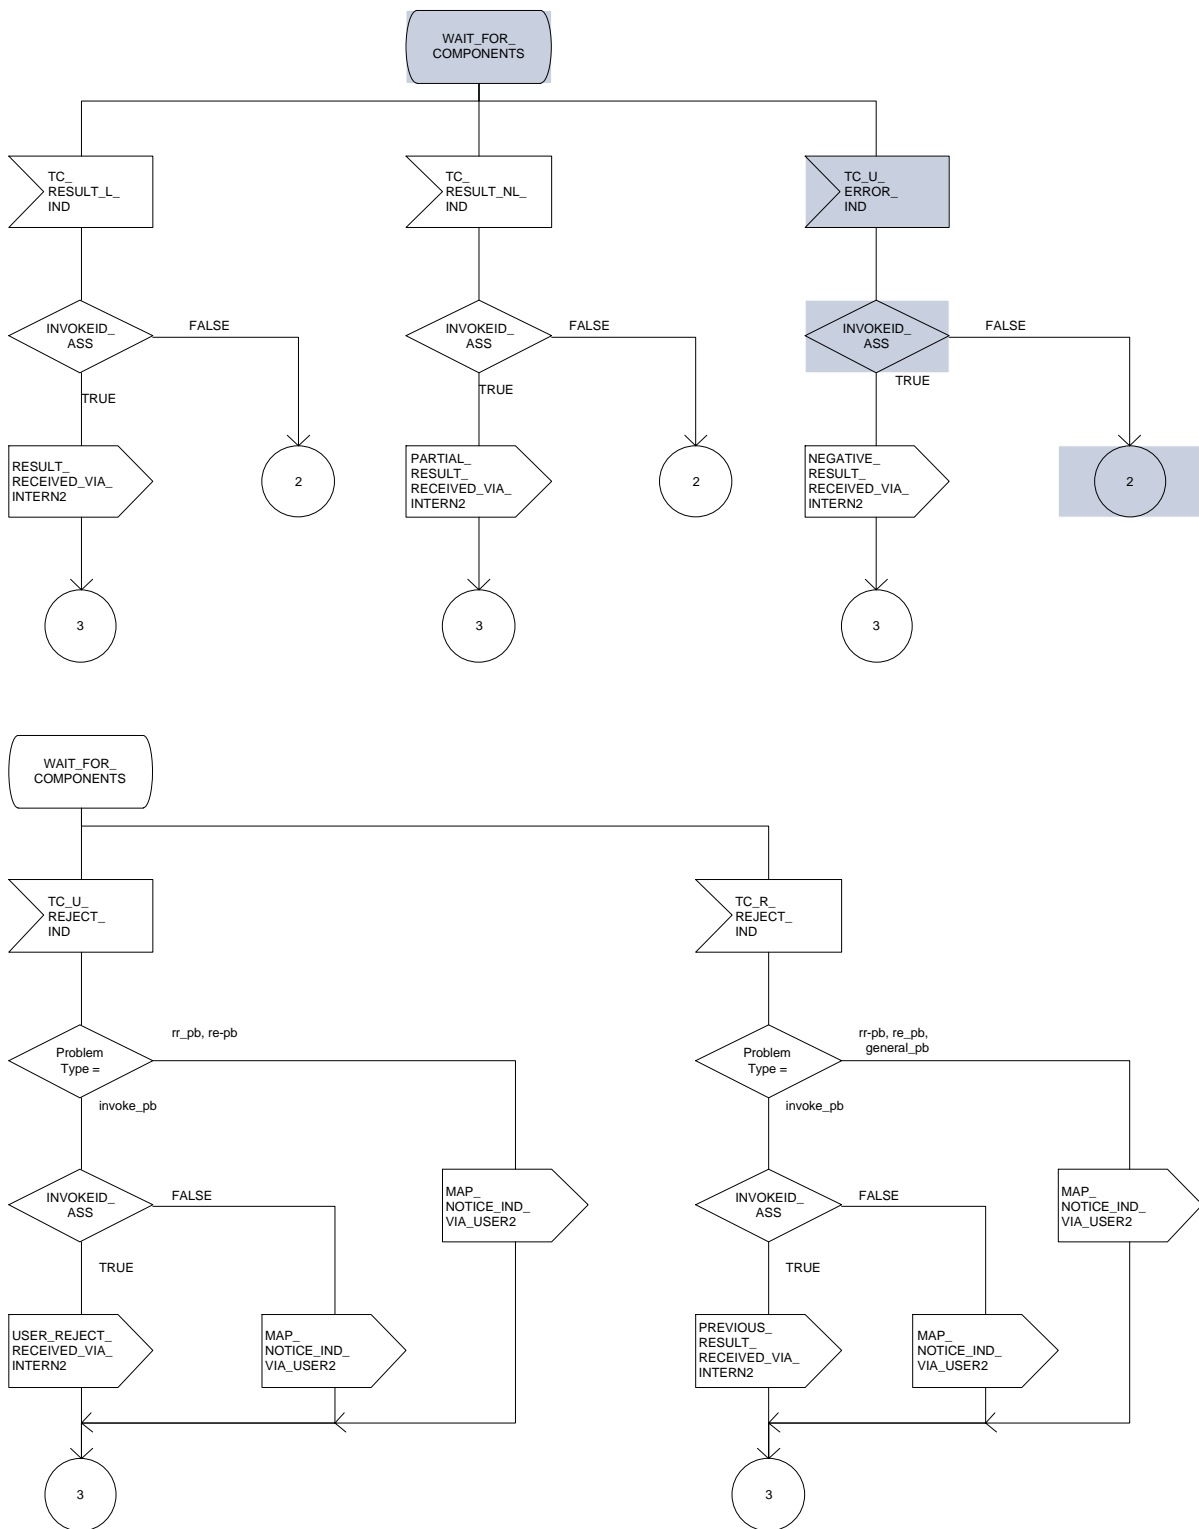 WAIT_FOR_
COMPONENTS
TC_
RESULT_L_
IND
TC_
RESULT_NL_
IND
TC_U_
ERROR_
IND
INVOKEID_
ASS
FALSE
TRUE
INVOKEID_
ASS
FALSE
TRUE
INVOKEID_
ASS
FALSE
TRUE
RESULT_
RECEIVED_VIA_
INTERN2
2
PARTIAL_
RESULT_
RECEIVED_VIA_
INTERN2
2
NEGATIVE_
RESULT_
RECEIVED_VIA_
INTERN2
2
3
3
3
WAIT_FOR_
COMPONENTS
TC_U_
REJECT_
IND
TC_R_
REJECT_
IND
Problem
Type =
rr_pb, re-pb
invoke_pb
Problem
Type =
rr-pb, re_pb,
general_pb
invoke_pb
INVOKEID_
ASS
FALSE
TRUE
MAP_
NOTICE_IND_
VIA_USER2
INVOKEID_
ASS
FALSE
TRUE
MAP_
NOTICE_IND_
VIA_USER2
USER_REJECT_
RECEIVED_VIA_
INTERN2
MAP_
NOTICE_IND_
VIA_USER2
PREVIOUS_
RESULT_
RECEIVED_VIA_
INTERN2
MAP_
NOTICE_IND_
VIA_USER2
3
3